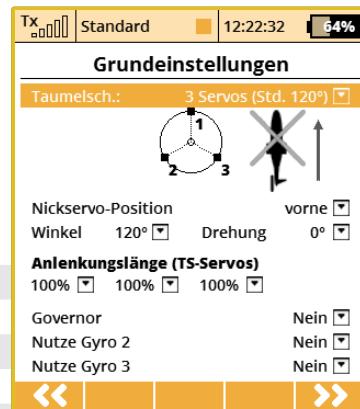 Tx Standard 12:22:32 64%
Grundeinstellungen
Taumelsch.: 3 Servos (Std. 120°)
1
2 3
Nickservo-Position vorne
Winkel 120° Drehung 0°
Anlenkungslänge (TS-Servos)
100% 100% 100%
Governor Nein
Nutze Gyro 2 Nein
Nutze Gyro 3 Nein